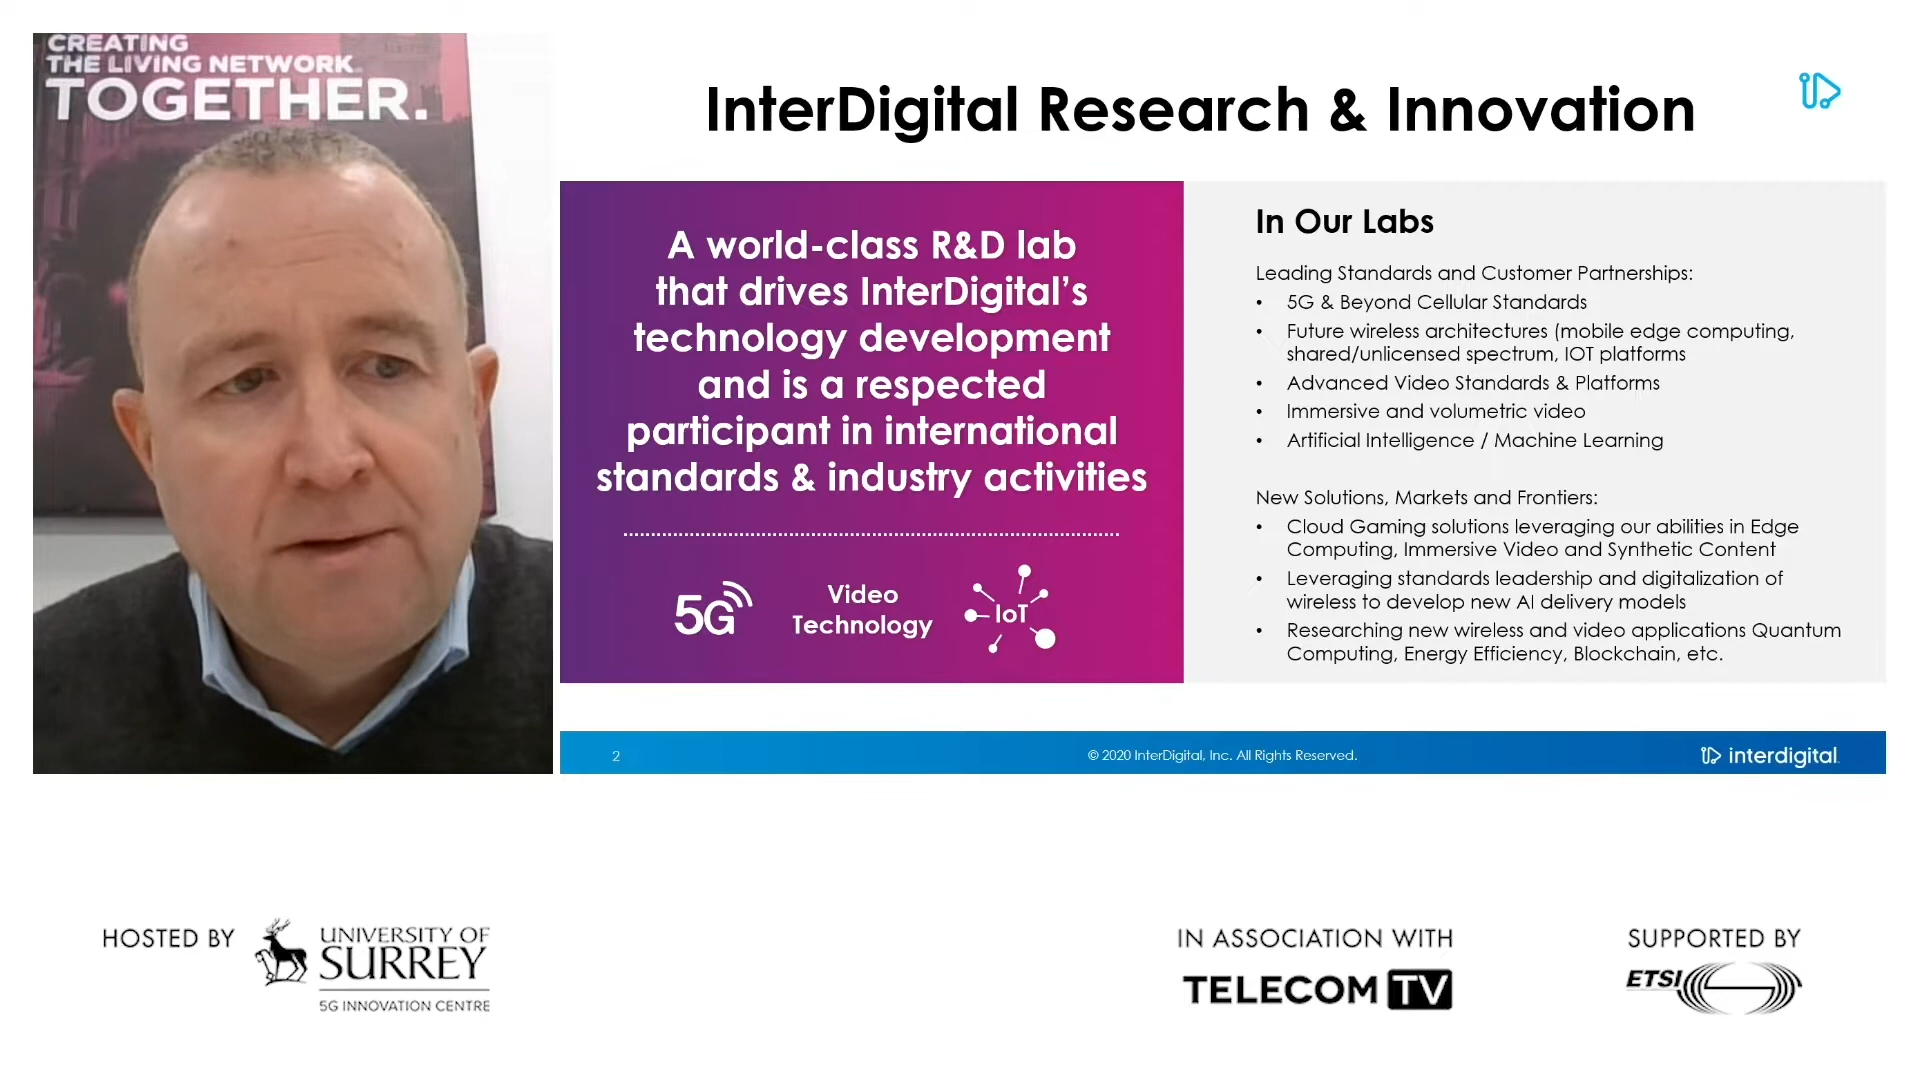 CREATING
THE LIVING NETWORK
TOGETHER.
InterDigital Research & Innovation
A world-class R&D lab
that drives InterDigital’s
technology development
and is a respected
participant in international
standards & industry activities
5G
Video
Technology
IoT
In Our Labs
Leading Standards and Customer Partnerships:
• 5G & Beyond Cellular Standards
• Future wireless architectures (mobile edge computing,
shared/unlicensed spectrum, IOT platforms
• Advanced Video Standards & Platforms
• Immersive and volumetric video
• Artificial Intelligence / Machine Learning
New Solutions, Markets and Frontiers:
• Cloud Gaming solutions leveraging our abilities in Edge
Computing, Immersive Video and Synthetic Content
• Leveraging standards leadership and digitalization of
wireless to develop new AI delivery models
• Researching new wireless and video applications Quantum
Computing, Energy Efficiency, Blockchain, etc.
2
© 2020 InterDigital, Inc. All Rights Reserved.
interdigital
HOSTED BY
UNIVERSITY OF
SURREY
5G INNOVATION CENTRE
IN ASSOCIATION WITH
TELECOM TV
SUPPORTED BY
ETSI